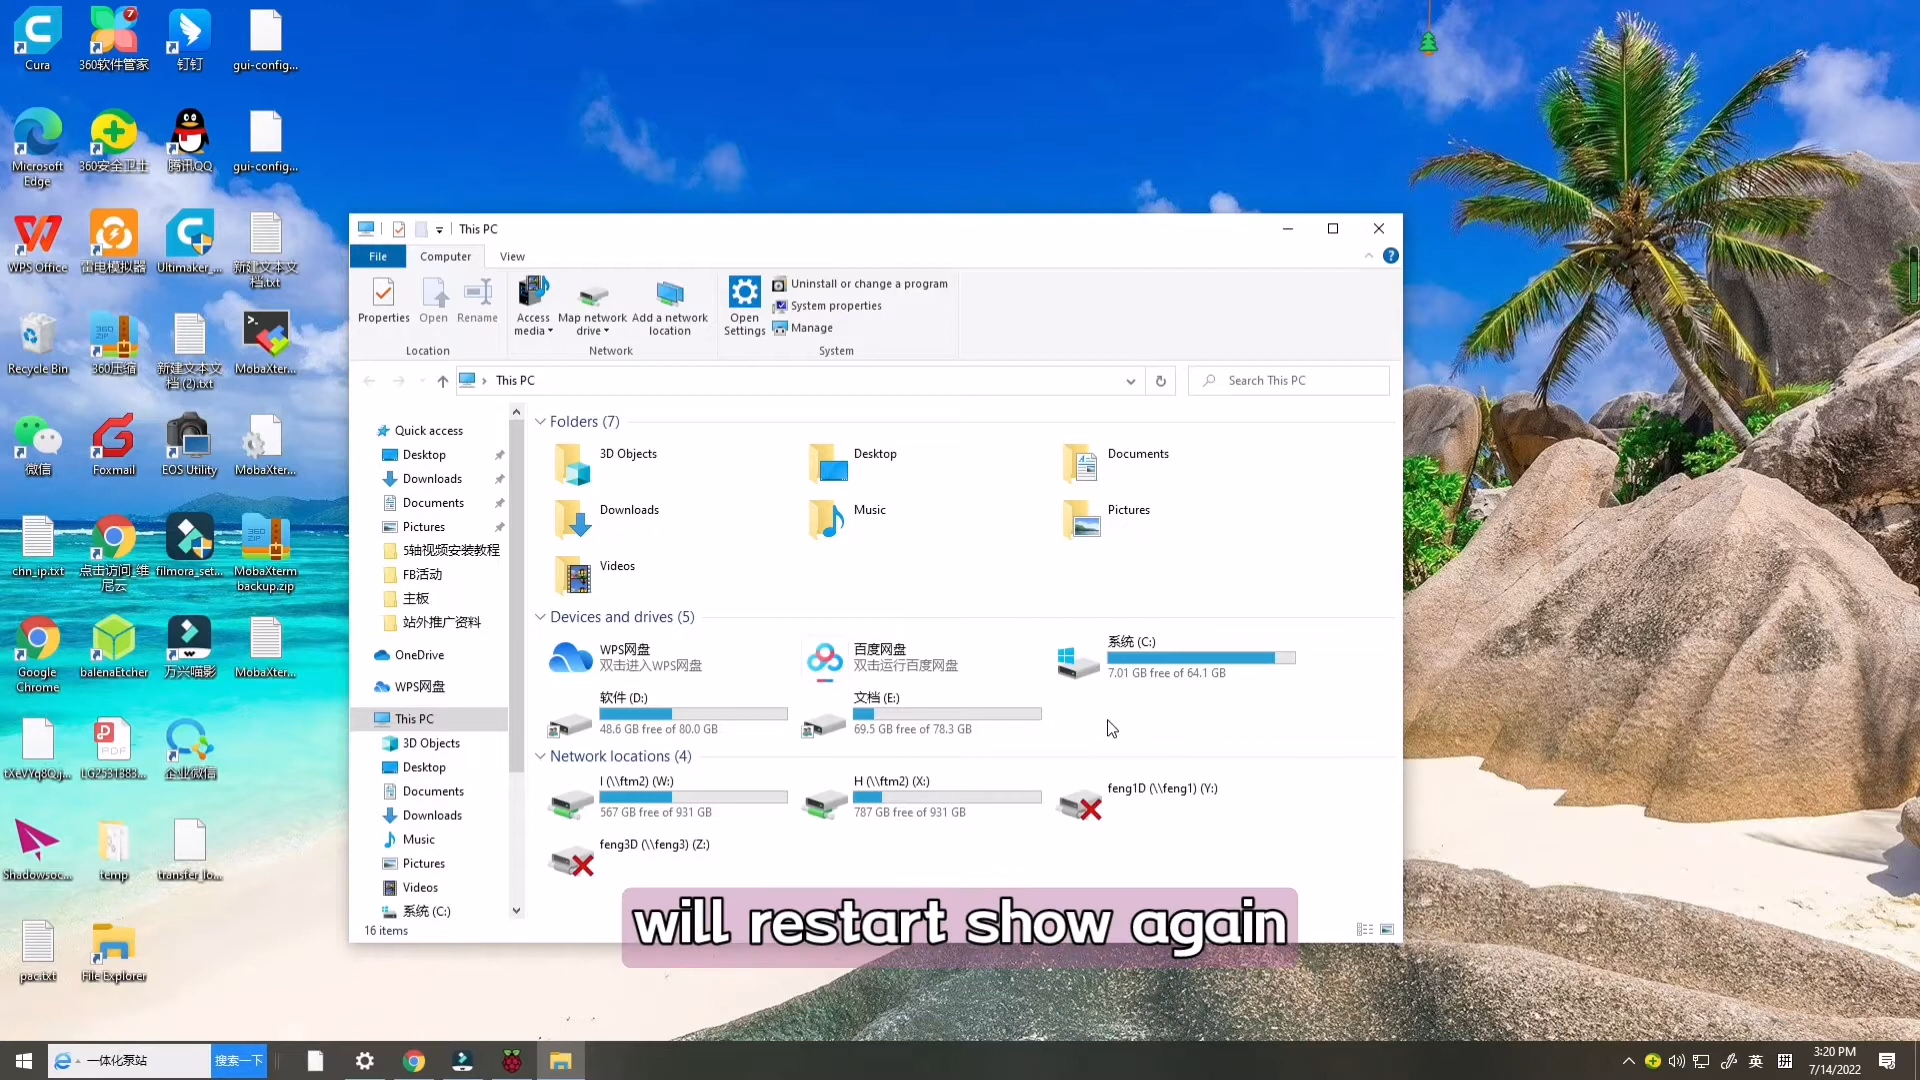 Cura
360软件管家
7
钉钉
gui-config...
Microsoft
Edge
360安全卫士
腾讯QQ
gui-config...
WPS Office
雷电模拟器
Ultimaker_...
新建文本文
档.txt
Recycle Bin
360压缩
新建文本文
档 (2).txt
MobaXter...
微信
Foxmail
EOS Utility
MobaXter...
chn_ip.txt
点击访问_维
尼云
filmora_set...
MobaXterm
backup.zip
Google
Chrome
balenaEtcher
万兴喵影
MobaXter...
LG2531383...
企业微信
Shadowsoc...
temp
transfer_lo...
pac.txt
File Explorer
This PC
File
Computer
View
Properties
Open
Rename
Access
media
Map network
drive
Add a network
location
Open
Settings
Uninstall or change a program
System properties
Manage
Location
Network
System
This PC
Search This PC
Quick access
Desktop
Downloads
Documents
Pictures
5轴视频安装教程
FB活动
主板
站外推广资料
OneDrive
WPS网盘
This PC
3D Objects
Desktop
Documents
Downloads
Music
Pictures
Videos
系统 (C:)
Folders (7)
3D Objects
Desktop
Documents
Downloads
Music
Pictures
Videos
Devices and drives (5)
WPS网盘
双击进入WPS网盘
百度网盘
双击运行百度网盘
系统 (C:)
7.01 GB free of 64.1 GB
软件 (D:)
48.6 GB free of 80.0 GB
文档 (E:)
69.5 GB free of 78.3 GB
Network locations (4)
I (\\ftm2) (W:)
567 GB free of 931 GB
H (\\ftm2) (X:)
787 GB free of 931 GB
feng1D (\\feng1) (Y:)
feng3D (\\feng3) (Z:)
16 items
will restart show again
一体化泵站
搜索一下
英
拼
3:20 PM
7/14/2022